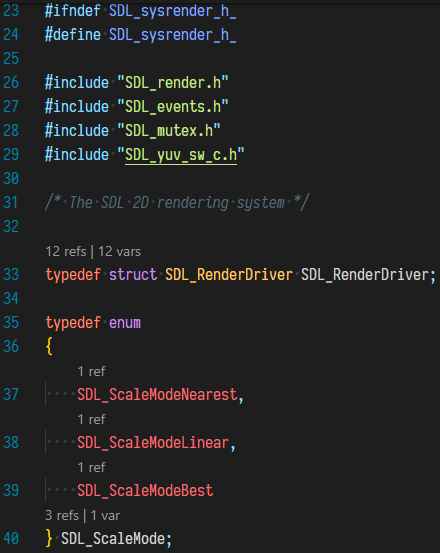 23 #ifndef SDL_sysrender_h_
24 #define SDL_sysrender_h_
25
26 #include "SDL_render.h"
27 #include "SDL_events.h"
28 #include "SDL_mutex.h"
29 #include "SDL_yuv_sw_c.h"
30
31 /* The SDL 2D rendering system */
32
12 refs | 12 vars
33 typedef struct SDL_RenderDriver SDL_RenderDriver;
34
35 typedef enum
36 {
1 ref
37 SDL_ScaleModeNearest,
1 ref
38 SDL_ScaleModeLinear,
1 ref
39 SDL_ScaleModeBest
3 refs | 1 var
40 } SDL_ScaleMode;